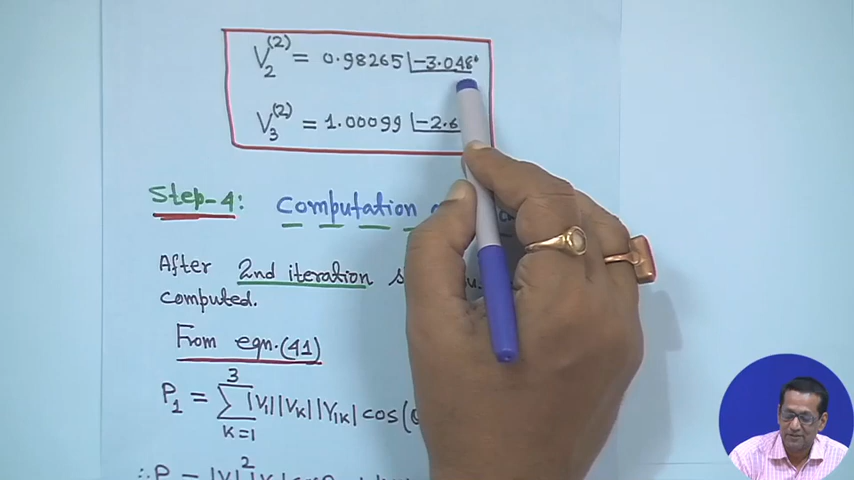 V₂⁽²⁾ = 0.98265 ∠-3.048°
V₃⁽²⁾ = 1.00099 ∠-2.6
Step-4: Computation
After 2nd iteration
computed.
From eqn.(41)
P₁ = 3∑K=1 |V₁||Vₖ||Y₁ₖ| cos(